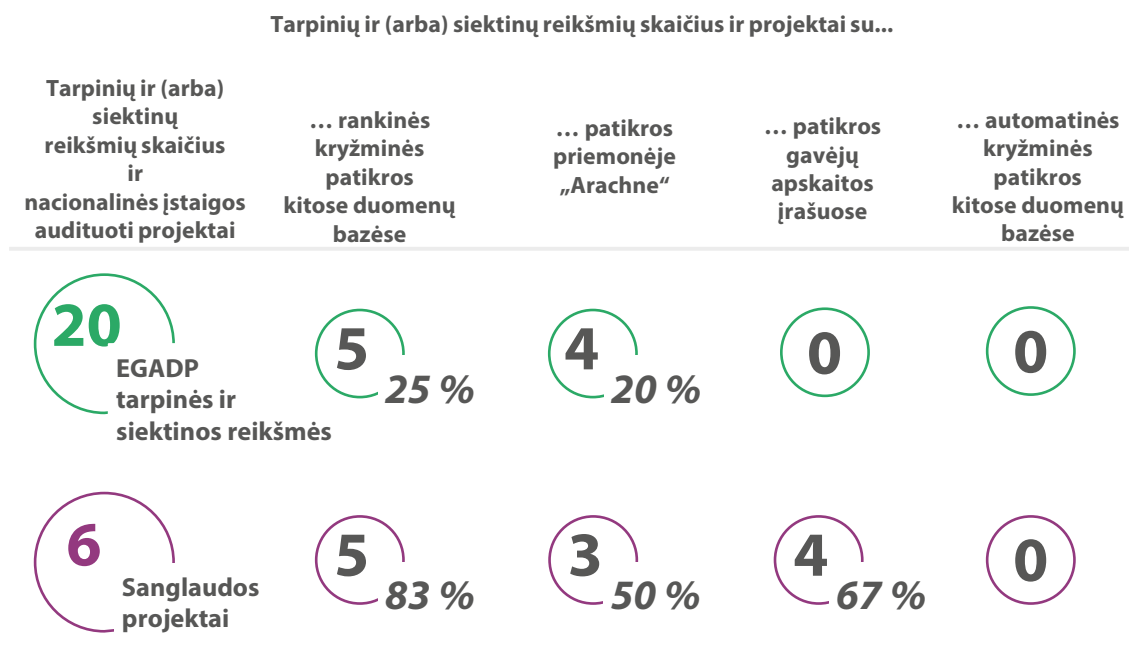 Tarpinių ir (arba) siektinų reikšmių skaičius ir projektai su...
Tarpinių ir (arba)
siektinų
reikšmių skaičius
ir
nacionalinės įstaigos
audituoti projektai
… rankinės
kryžminės
patikros
kitose duomenų
bazėse
… patikros
priemonėje
„Arachne“
… patikros
gavėjų
apskaitos
įrašuose
… automatinės
kryžminės
patikros
kitose duomenų
bazėse
20
EGADP
tarpinės ir
siektinos reikšmės
5
25 %
4
20 %
0
0
6
Sanglaudos
projektai
5
83 %
3
50 %
4
67 %
0